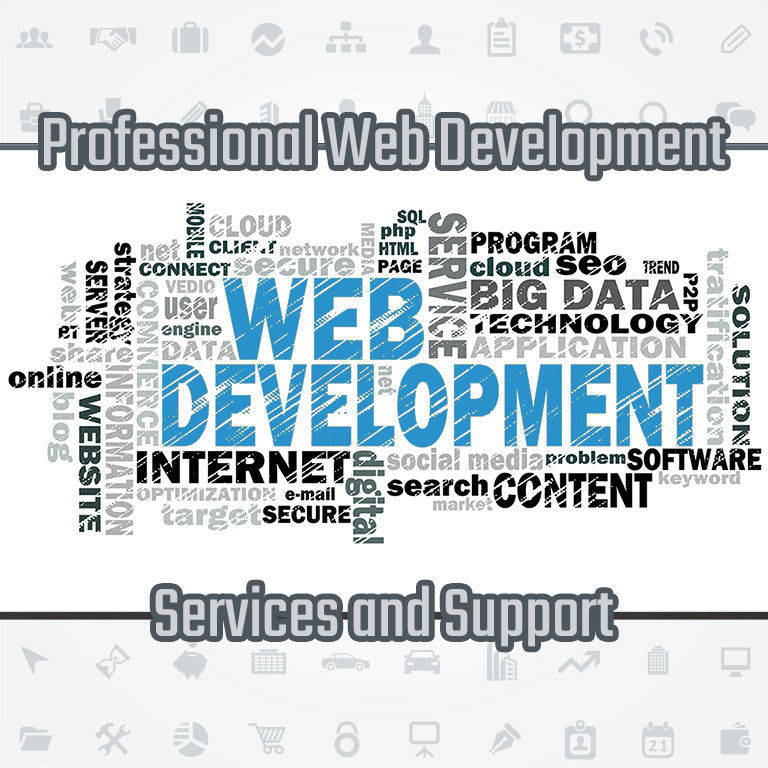 Professional Web Development
MOBILE
CLOUD
SQL
SERVICE
net
CLIENT
network
MEDIA
php
HTML
PROGRAM
strategy
CONNECT
secure
PAGE
cloud
seo
TREND
web
SERVER
COMMERCE
VEDIO
user
WEB
BIG DATA
P2P
tratification
SOLUTION
BT
engine
TECHNOLOGY
share
DATA
APPLICATION
online
INFORMATION
DEVELOPMENT
net
blog
WEBSITE
INTERNET
digital
social media
problem
SOFTWARE
OPTIMIZATION
e-mail
search
CONTENT
keyword
target
SECURE
market
Services and Support
21